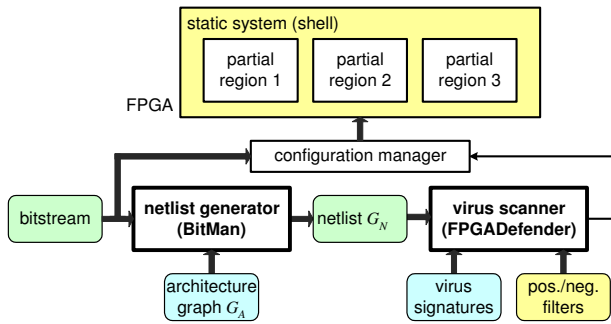 static system (shell)
partial
region 1
partial
region 2
partial
region 3
FPGA
configuration manager
bitstream
netlist generator
(BitMan)
netlist G_N
virus scanner
(FPGADefender)
architecture
graph G_A
virus
signatures
pos./neg.
filters